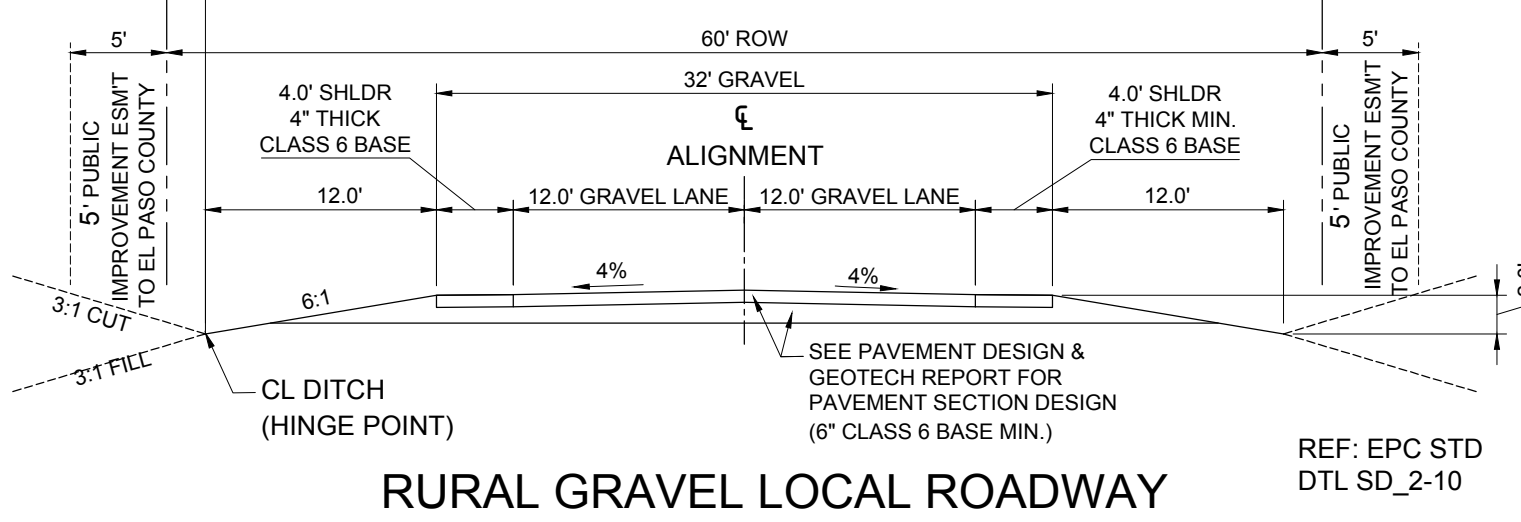 5'
60' ROW
5'
5' PUBLIC
IMPROVEMENT ESM'T
TO EL PASO COUNTY
4.0' SHLDR
4" THICK
CLASS 6 BASE
32' GRAVEL
℄
ALIGNMENT
4.0' SHLDR
4" THICK MIN.
CLASS 6 BASE
5' PUBLIC
IMPROVEMENT ESM'T
TO EL PASO COUNTY
12.0'
12.0' GRAVEL LANE
12.0' GRAVEL LANE
12.0'
3:1 CUT
6:1
4%
4%
3:1 FILL
CL DITCH
(HINGE POINT)
SEE PAVEMENT DESIGN &
GEOTECH REPORT FOR
PAVEMENT SECTION DESIGN
(6" CLASS 6 BASE MIN.)
REF: EPC STD
DTL SD_2-10
RURAL GRAVEL LOCAL ROADWAY